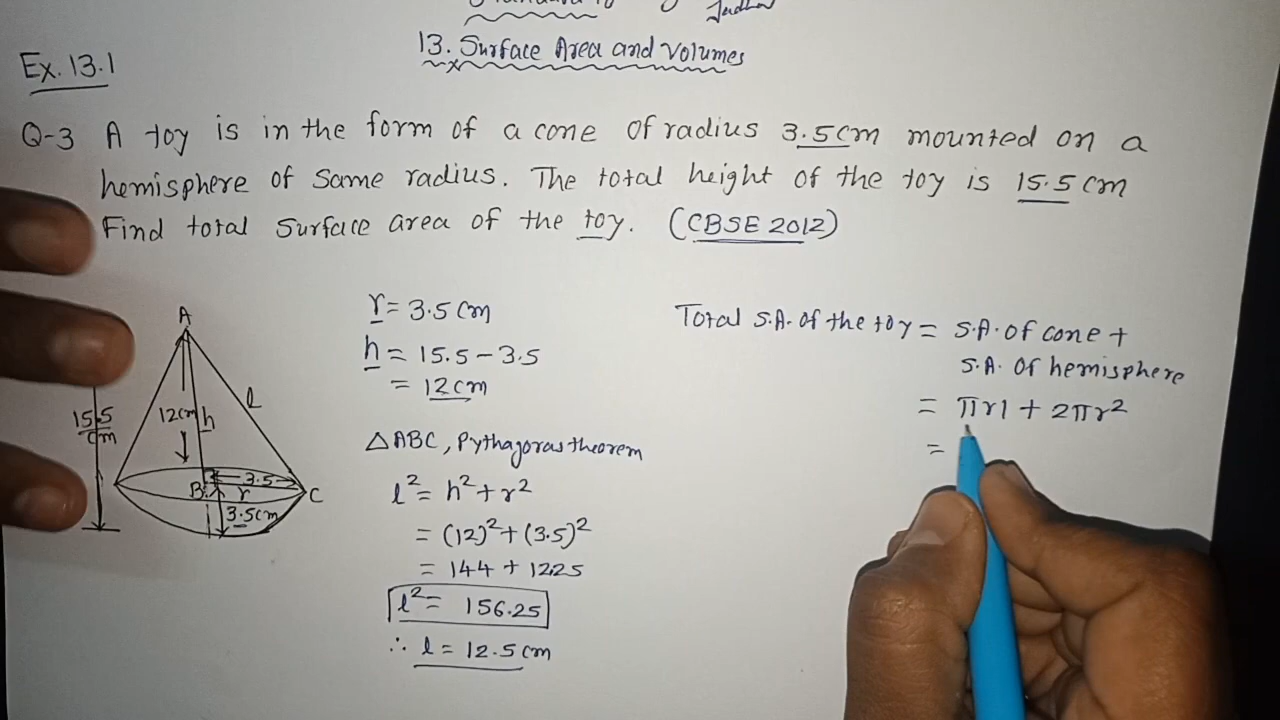 13. Surface Area and Volumes
Ex. 13.1
Q-3 A toy is in the form of a cone of radius 3.5cm mounted on a
hemisphere of same radius. The total height of the toy is 15.5 cm
Find total surface area of the toy. (CBSE 2012)
A
15.5
cm
12cm
h
l
3.5
B
r
C
3.5cm
r = 3.5 cm
h = 15.5 - 3.5
= 12 cm
△ABC, Pythagoras theorem
l² = h² + r²
= (12)² + (3.5)²
= 144 + 12.25
l² = 156.25
∴ l = 12.5 cm
Total S.A. of the toy = S.A. of cone +
S.A. of hemisphere
= πrl + 2πr²
=